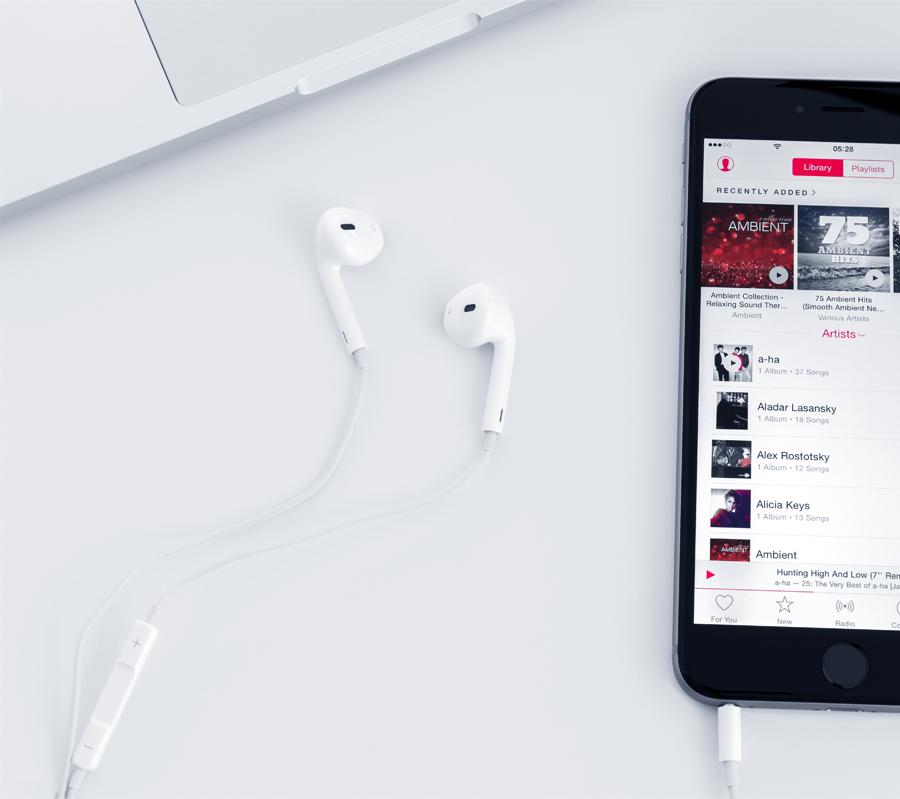 05:28
Library
Playlists
RECENTLY ADDED >
collection
AMBIENT
75
AMBIENT
HITS
Ambient Collection -
Relaxing Sound Ther...
Ambient
75 Ambient Hits
(Smooth Ambient Ne...
Various Artists
Artists
a-ha
1 Album • 37 Songs
Aladar Lasansky
1 Album • 16 Songs
Alex Rostotsky
1 Album • 12 Songs
Alicia Keys
1 Album • 13 Songs
AMBIENT
Ambient
Hunting High And Low (7'' Rem
a-ha — 25: The Very Best of a-ha [Ja
For You
New
Radio
Co
+
−
L